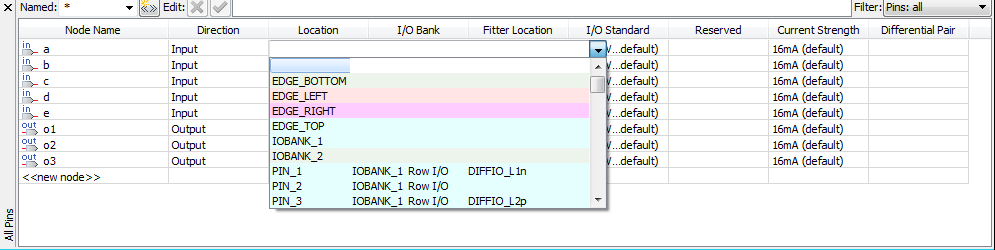 Named: * Edit: Filter: Pins: all
Node Name Direction Location I/O Bank Fitter Location I/O Standard Reserved Current Strength Differential Pair
in a Input ...default) 16mA (default)
in b Input ...default) 16mA (default)
EDGE_BOTTOM
in c Input ...default) 16mA (default)
EDGE_LEFT
in d Input ...default) 16mA (default)
EDGE_RIGHT
in e Input ...default) 16mA (default)
EDGE_TOP
out o1 Output ...default) 16mA (default)
IOBANK_1
out o2 Output ...default) 16mA (default)
IOBANK_2
out o3 Output ...default) 16mA (default)
PIN_1 IOBANK_1 Row I/O DIFFIO_L1n
<<new node>>
PIN_2 IOBANK_1 Row I/O
PIN_3 IOBANK_1 Row I/O DIFFIO_L2p
All Pins